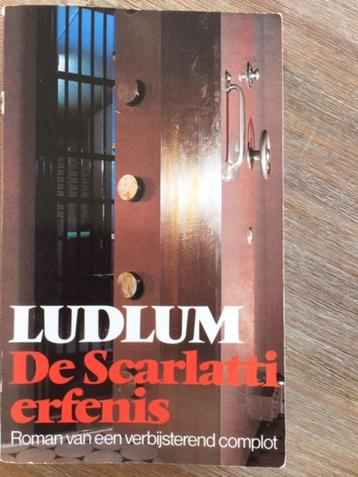 LUDLUM
De Scarlatti
erfenis
Roman van een verbijsterend complot